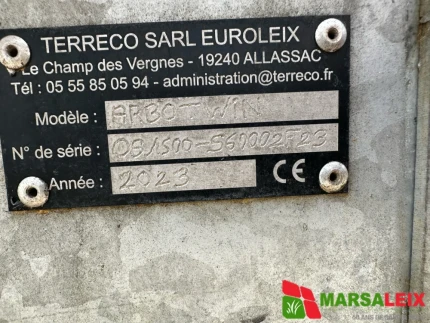 TERRECO SARL EUROLEIX
Le Champ des Vergnes - 19240 ALLASSAC
Tél : 05 55 85 05 94 - administration@terreco.fr
Modèle : ARBOTWIN
N° de série :
Année : 2023
CE
MARSALEIX